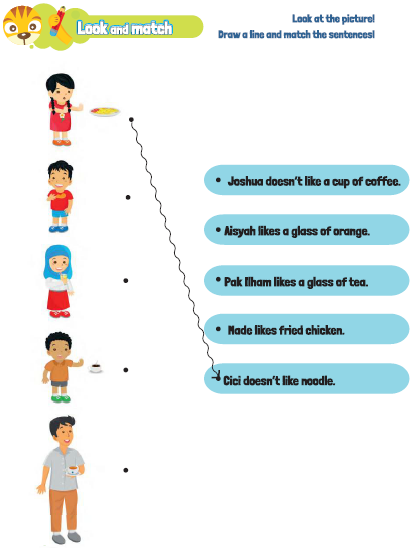 Look and match
Look at the picture!
Draw a line and match the sentences!
Joshua doesn't like a cup of coffee.
Aisyah likes a glass of orange.
Pak Ilham likes a glass of tea.
Made likes fried chicken.
Cici doesn't like noodle.